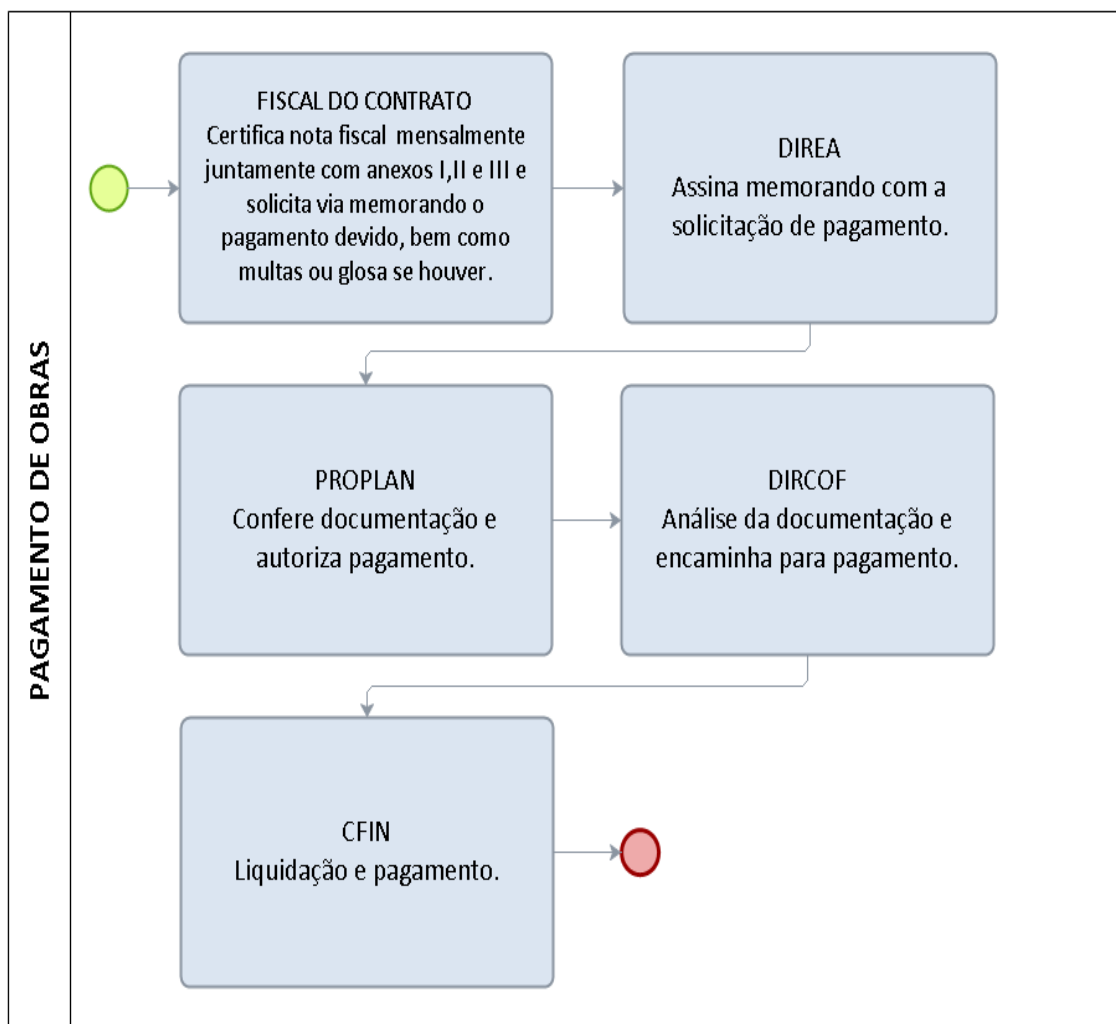 PAGAMENTO DE OBRAS
FISCAL DO CONTRATO
Certifica nota fiscal mensalmente
juntamente com anexos I,II e III e
solicita via memorando o
pagamento devido, bem como
multas ou glosa se houver.
DIREA
Assina memorando com a
solicitação de pagamento.
PROPLAN
Confere documentação e
autoriza pagamento.
DIRCOF
Análise da documentação e
encaminha para pagamento.
CFIN
Liquidação e pagamento.